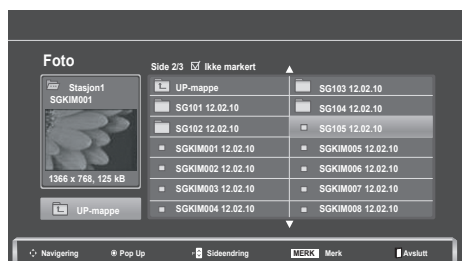 Foto
Side 2/3 Ikke markert
Stasjon1
SGKIM001
1366 x 768, 125 kB
UP-mappe
UP-mappe
SG101 12.02.10
SG102 12.02.10
SGKIM001 12.02.10
SGKIM002 12.02.10
SGKIM003 12.02.10
SGKIM004 12.02.10
SG103 12.02.10
SG104 12.02.10
SG105 12.02.10
SGKIM005 12.02.10
SGKIM006 12.02.10
SGKIM007 12.02.10
SGKIM008 12.02.10
Navigering Pop Up Sideendring MERK Merk Avslutt